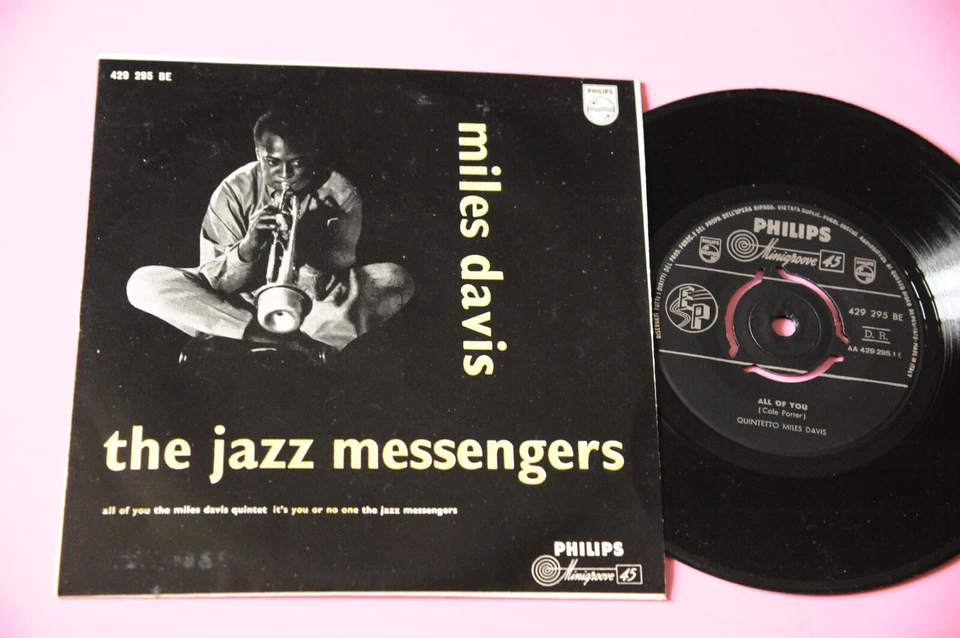 429 295 BE
PHILIPS
miles davis
the jazz messengers
all of you the miles davis quintet it's you or no one the jazz messengers
PHILIPS
Minigroove 45
PHILIPS
Minigroove 45
429 295 BE
D. R.
AA 429 295.1 E
ALL OF YOU
(Cole Porter)
QUINTETTO MILES DAVIS